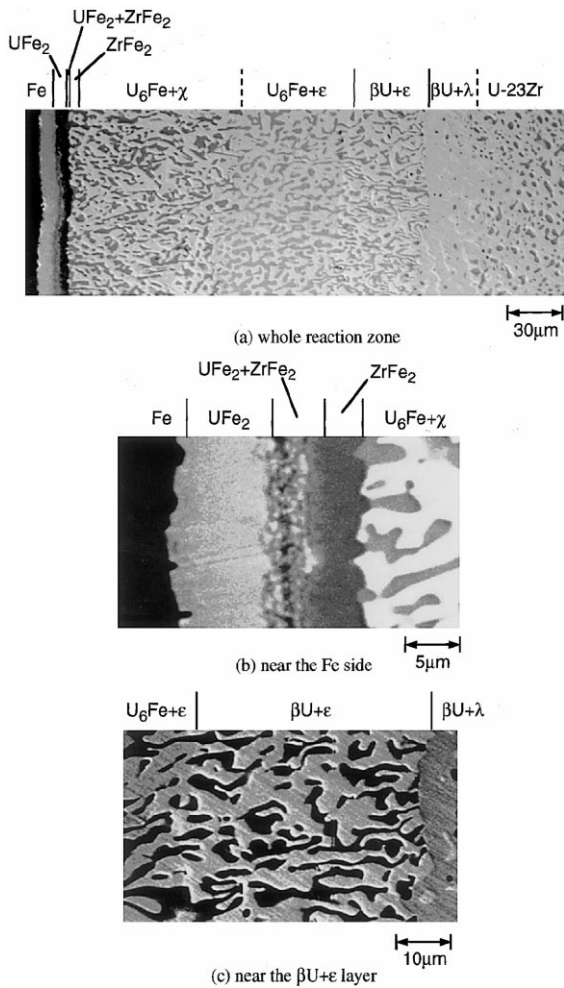 UFe₂+ZrFe₂
UFe₂
ZrFe₂
Fe
U₆Fe+χ
U₆Fe+ε
βU+ε
βU+λ
U-23Zr
30μm
(a) whole reaction zone
UFe₂+ZrFe₂
ZrFe₂
Fe
UFe₂
U₆Fe+χ
5μm
(b) near the Fe side
U₆Fe+ε
βU+ε
βU+λ
10μm
(c) near the βU+ε layer